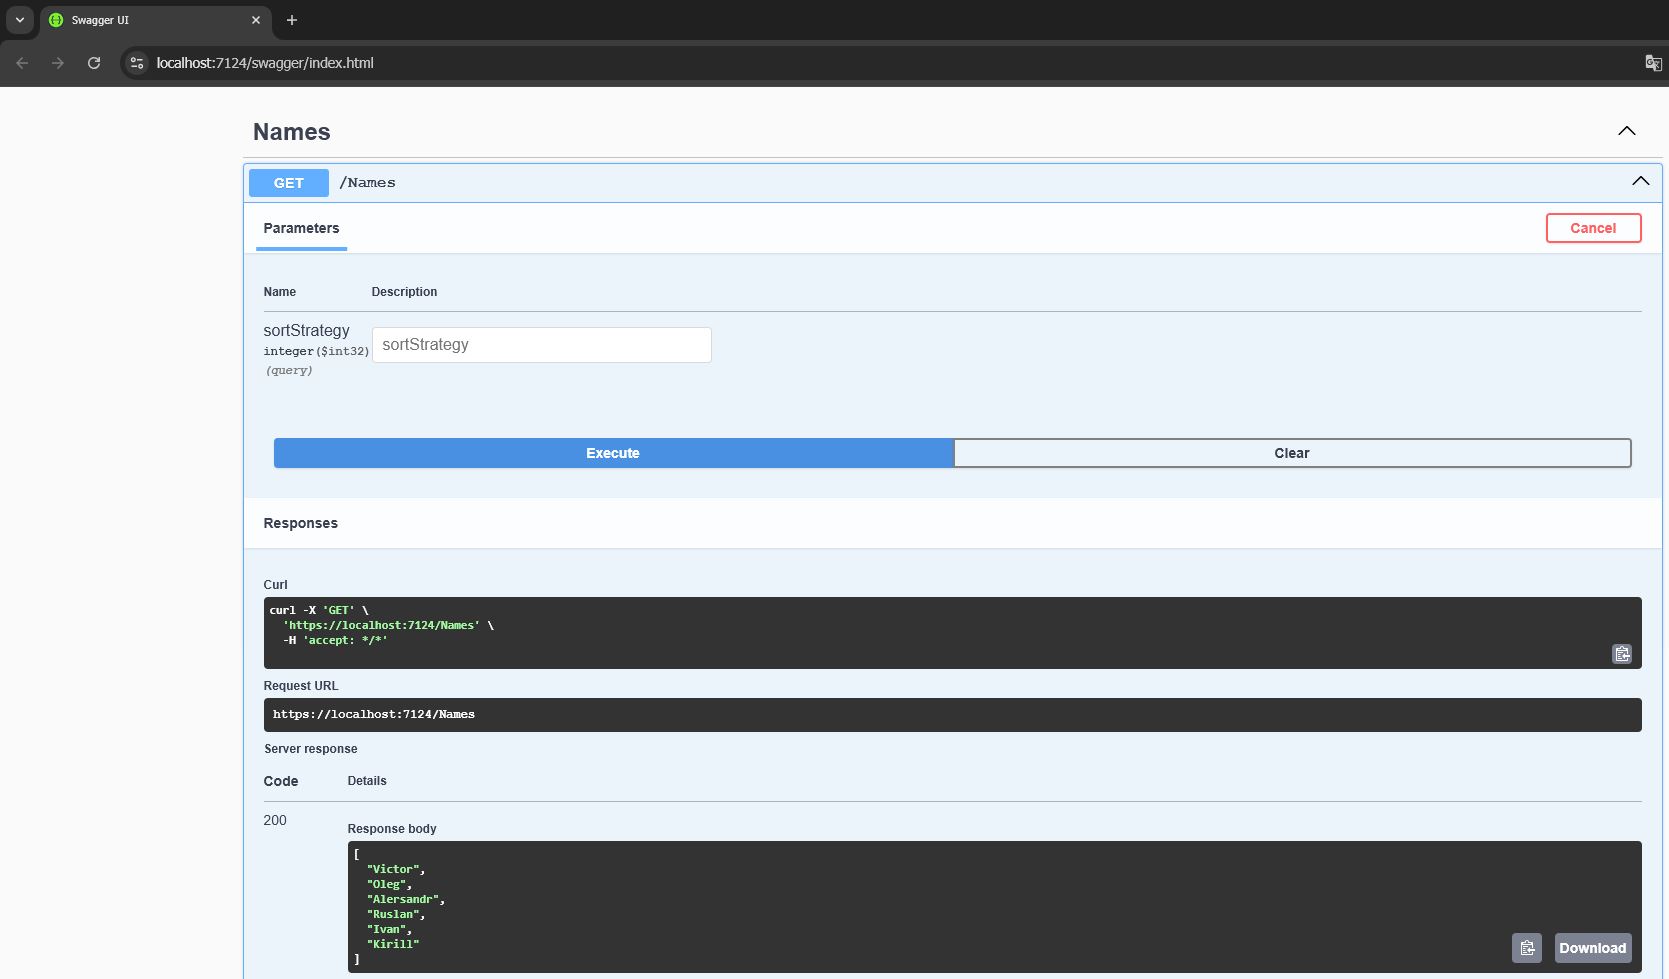 Swagger UI
localhost:7124/swagger/index.html
Names
GET /Names
Parameters
Cancel
Name Description
sortStrategy
integer($int32)
(query)
sortStrategy
Execute
Clear
Responses
Curl
curl -X 'GET' \
'https://localhost:7124/Names' \
-H 'accept: */*'
Request URL
https://localhost:7124/Names
Server response
Code Details
200
Response body
[
"Victor",
"Oleg",
"Alersandr",
"Ruslan",
"Ivan",
"Kirill"
]
Download